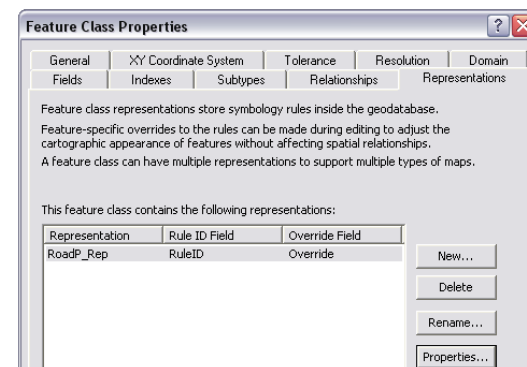 Feature Class Properties
General XY Coordinate System Tolerance Resolution Domain
Fields Indexes Subtypes Relationships Representations
Feature class representations store symbology rules inside the geodatabase.
Feature-specific overrides to the rules can be made during editing to adjust the
cartographic appearance of features without affecting spatial relationships.
A feature class can have multiple representations to support multiple types of maps.
This feature class contains the following representations:
Representation Rule ID Field Override Field
RoadP_Rep RuleID Override
New...
Delete
Rename...
Properties...